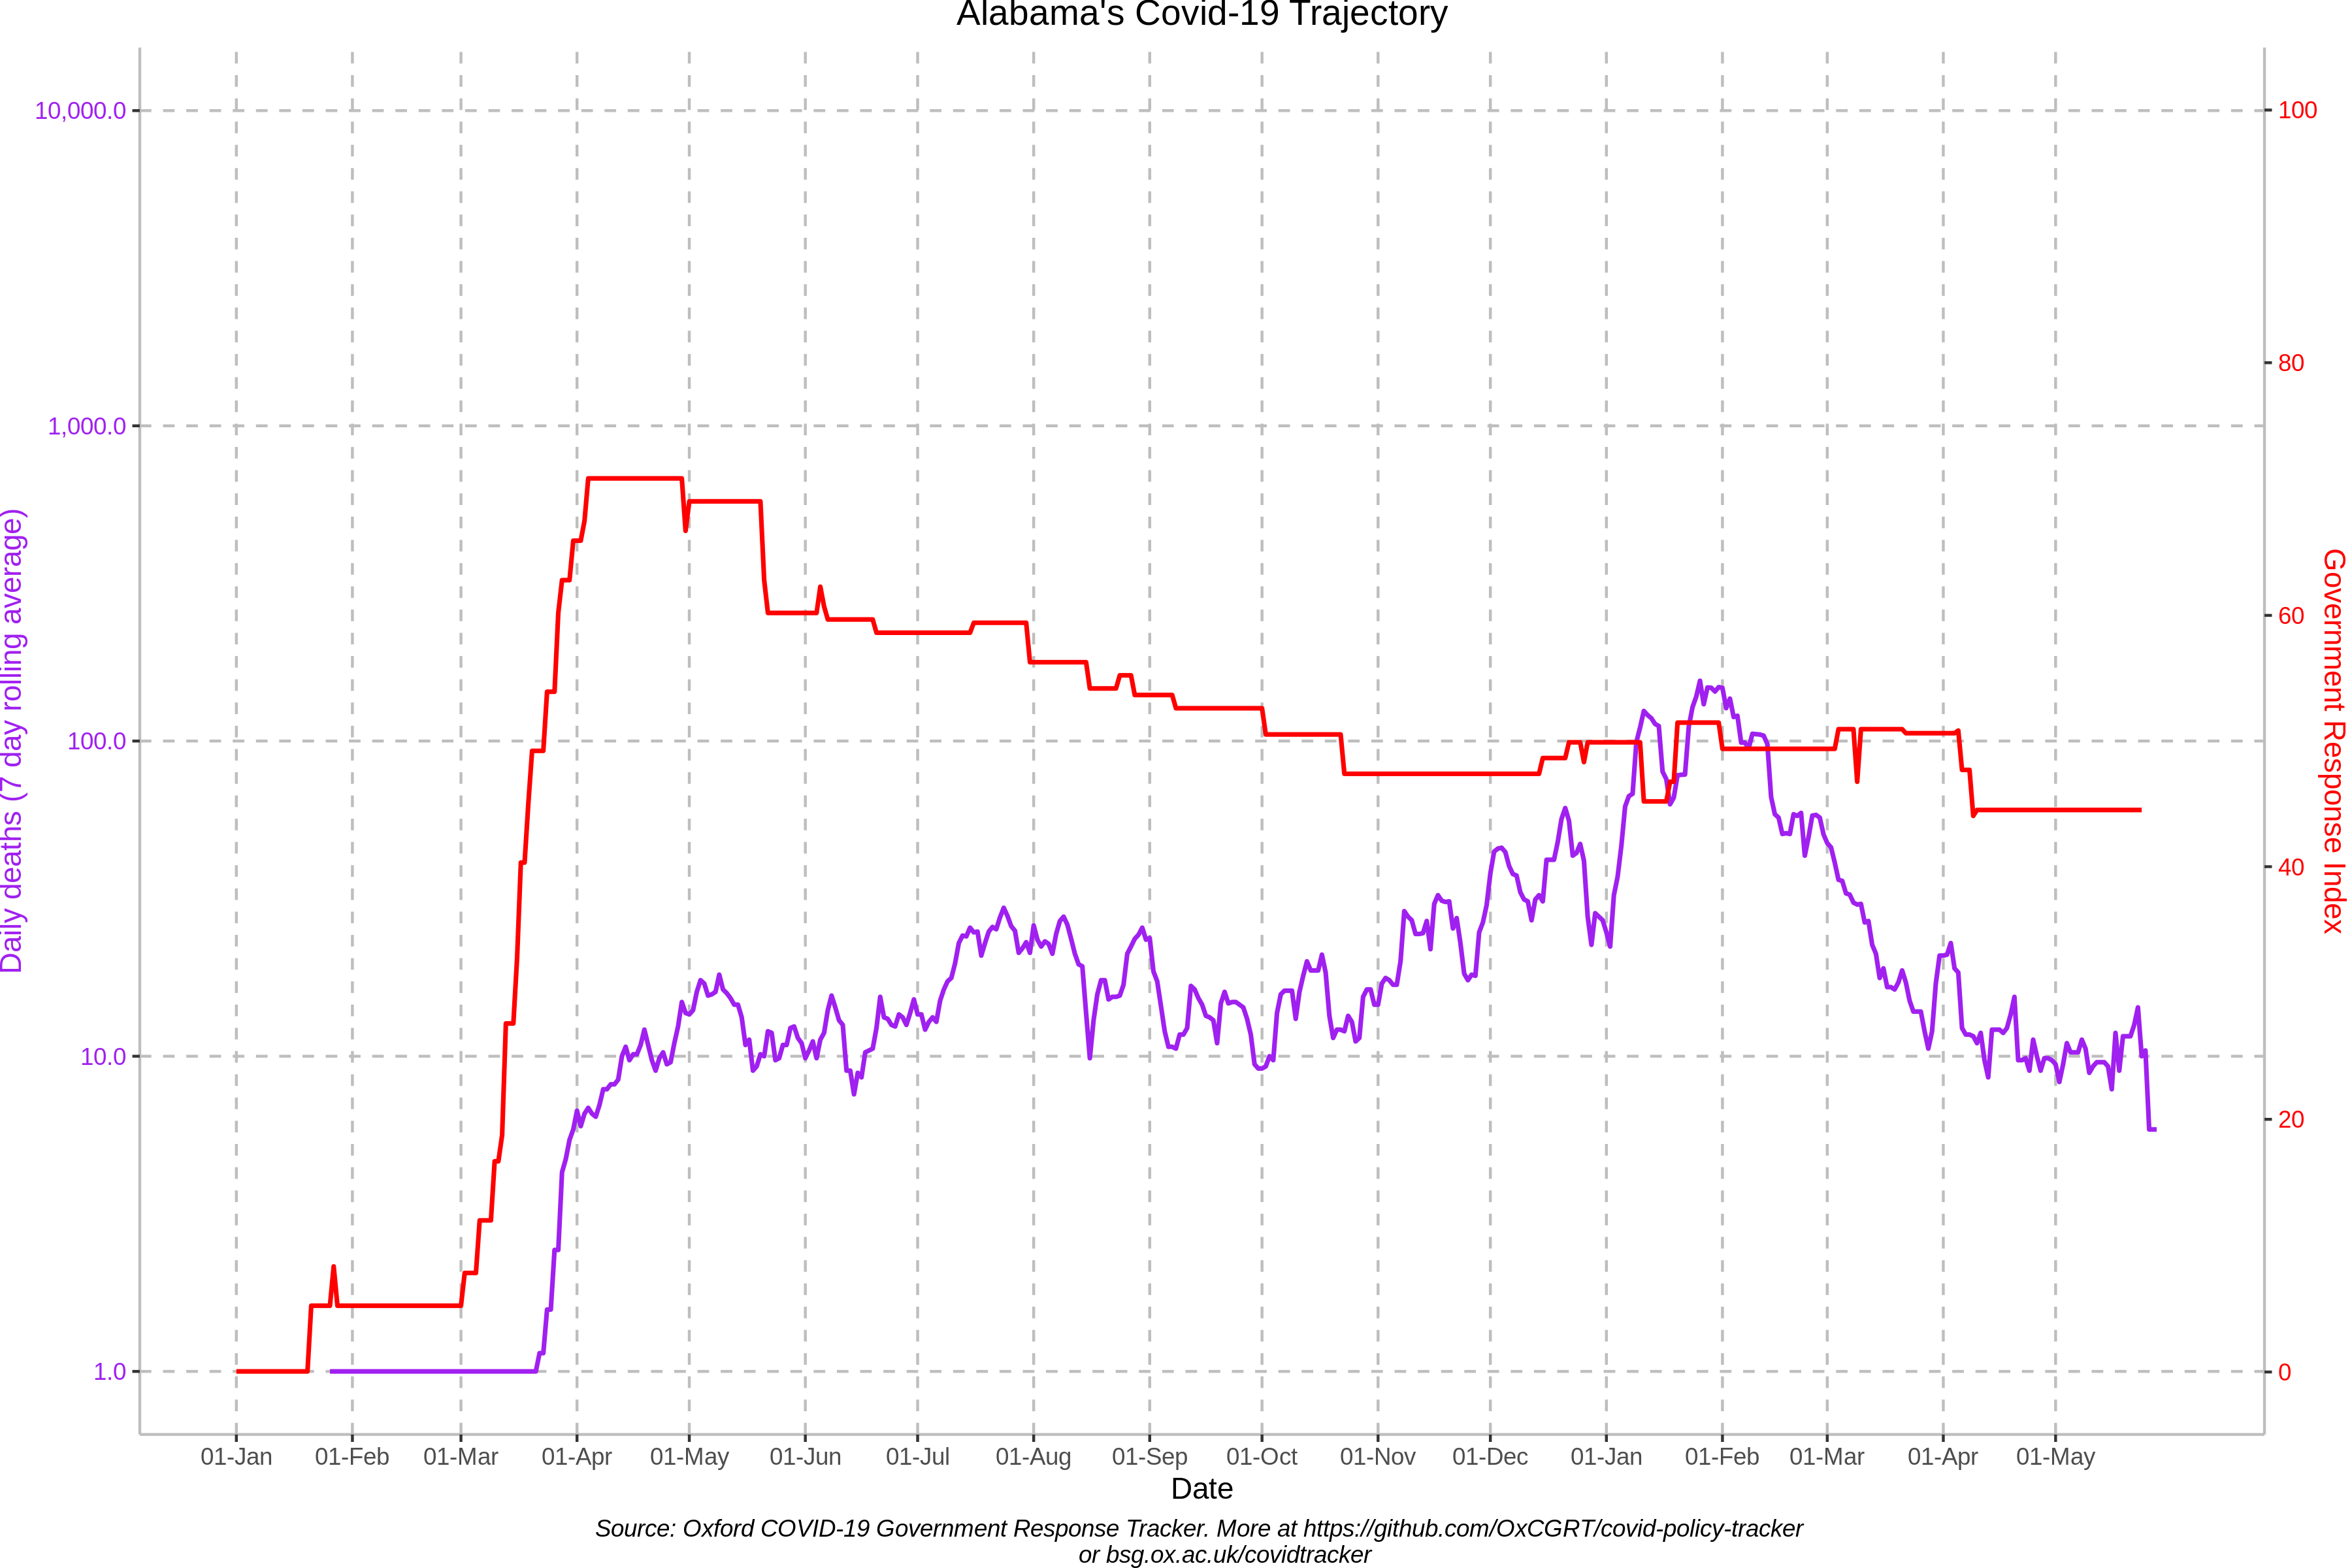 Alabama's Covid-19 Trajectory
10,000.0
1,000.0
100.0
10.0
1.0
Daily deaths (7 day rolling average)
100
80
60
40
20
0
Government Response Index
01-Jan 01-Feb 01-Mar 01-Apr 01-May 01-Jun 01-Jul 01-Aug 01-Sep 01-Oct 01-Nov 01-Dec 01-Jan 01-Feb 01-Mar 01-Apr 01-May
Date
Source: Oxford COVID-19 Government Response Tracker. More at https://github.com/OxCGRT/covid-policy-tracker
or bsg.ox.ac.uk/covidtracker